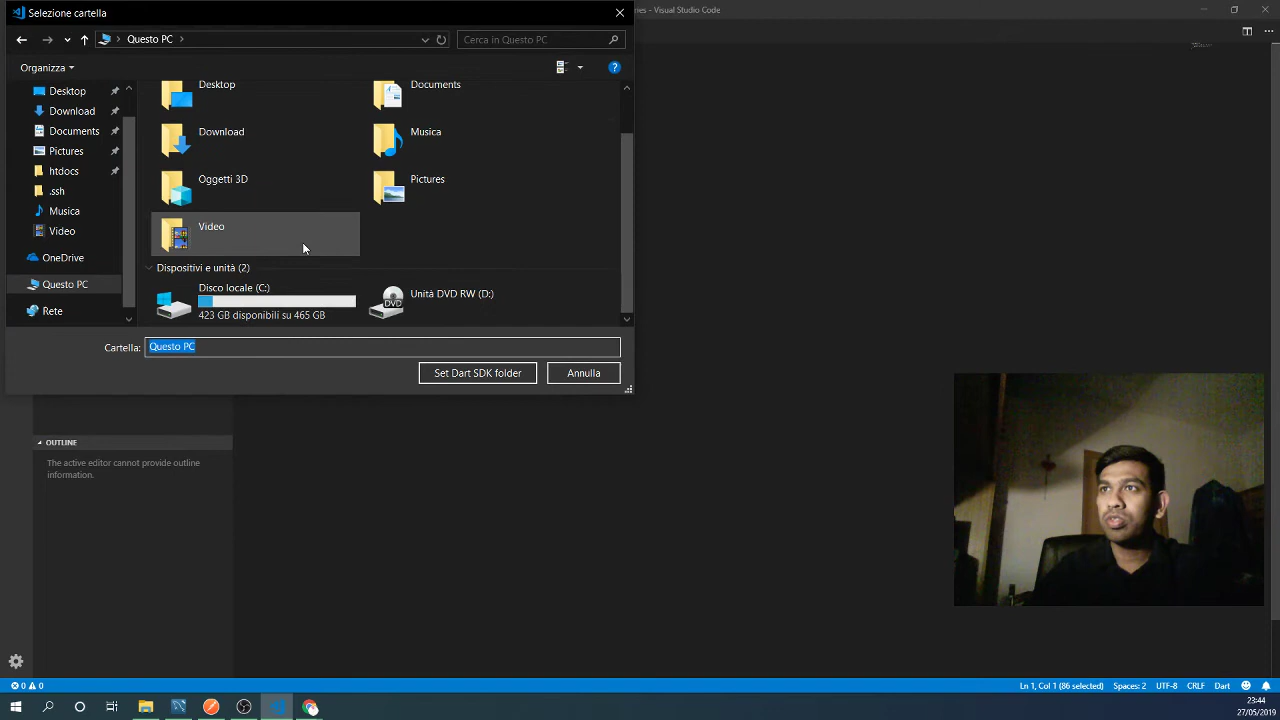 Selezione cartella
ries - Visual Studio Code
Questo PC
Cerca in Questo PC
Organizza
Desktop
Download
Documents
Pictures
htdocs
.ssh
Musica
Video
OneDrive
Questo PC
Rete
Desktop
Documents
Download
Musica
Oggetti 3D
Pictures
Video
Dispositivi e unità (2)
Disco locale (C:)
423 GB disponibili su 465 GB
DVD
Unità DVD RW (D:)
Cartella:
Questo PC
Set Dart SDK folder
Annulla
OUTLINE
The active editor cannot provide outline
information.
0
0
Ln 1, Col 1 (86 selected)
Spaces: 2
UTF-8
CRLF
Dart
23:44
27/05/2019